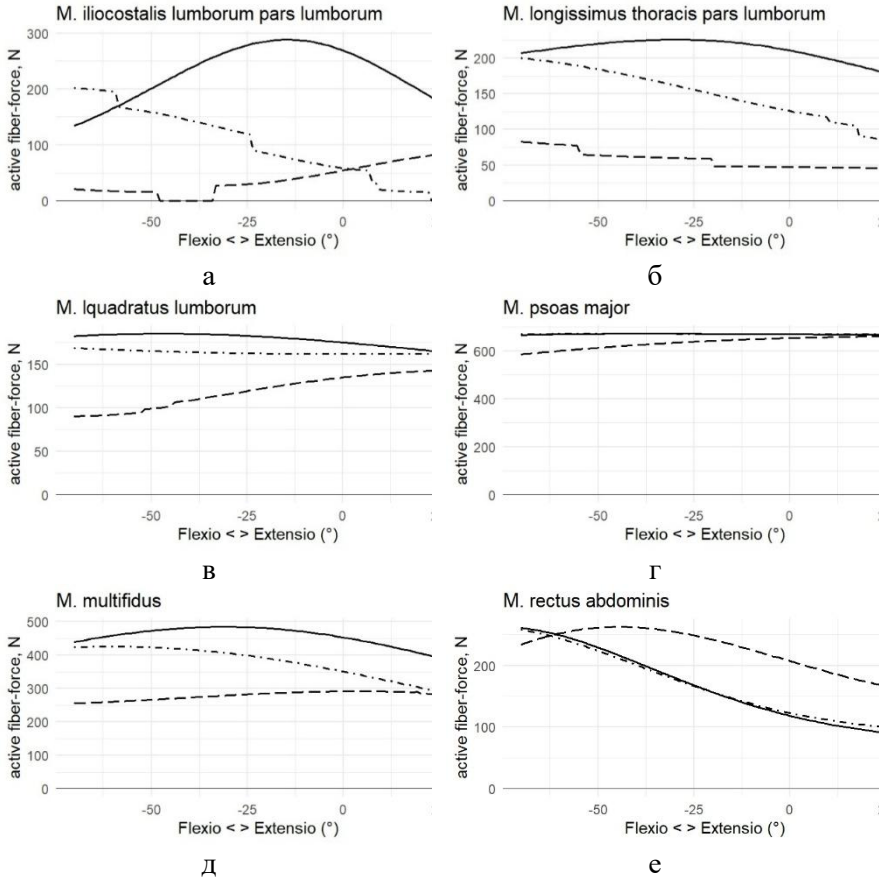 M. iliocostalis lumborum pars lumborum
active fiber-force, N
300
200
100
0
-50
-25
0
Flexio < > Extensio (°)
а
M. longissimus thoracis pars lumborum
active fiber-force, N
200
150
100
50
0
-50
-25
0
Flexio < > Extensio (°)
б
M. lquadratus lumborum
active fiber-force, N
150
100
50
0
-50
-25
0
Flexio < > Extensio (°)
в
M. psoas major
active fiber-force, N
600
400
200
0
-50
-25
0
Flexio < > Extensio (°)
г
M. multifidus
active fiber-force, N
500
400
300
200
100
0
-50
-25
0
Flexio < > Extensio (°)
д
M. rectus abdominis
active fiber-force, N
200
100
0
-50
-25
0
Flexio < > Extensio (°)
е